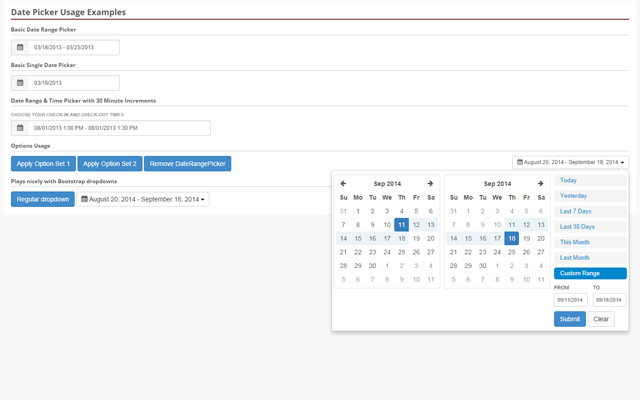 Date Picker Usage Examples
Basic Date Range Picker
03/18/2013 - 03/23/2013
Basic Single Date Picker
03/18/2013
Date Range & Time Picker with 30 Minute Increments
CHOOSE YOUR CHECK-IN AND CHECK-OUT TIMES:
08/01/2013 1:00 PM - 08/01/2013 1:30 PM
Options Usage
Apply Option Set 1 Apply Option Set 2 Remove DateRangePicker
August 20, 2014 - September 18, 2014
Plays nicely with Bootstrap dropdowns
Regular dropdown August 20, 2014 - September 18, 2014
Sep 2014
Su Mo Tu We Th Fr Sa
31 1 2 3 4 5 6
7 8 9 10 11 12 13
14 15 16 17 18 19 20
21 22 23 24 25 26 27
28 29 30 1 2 3 4
5 6 7 8 9 10 11
Sep 2014
Su Mo Tu We Th Fr Sa
31 1 2 3 4 5 6
7 8 9 10 11 12 13
14 15 16 17 18 19 20
21 22 23 24 25 26 27
28 29 30 1 2 3 4
5 6 7 8 9 10 11
Today
Yesterday
Last 7 Days
Last 30 Days
This Month
Last Month
Custom Range
FROM TO
09/11/2014 09/18/2014
Submit Clear